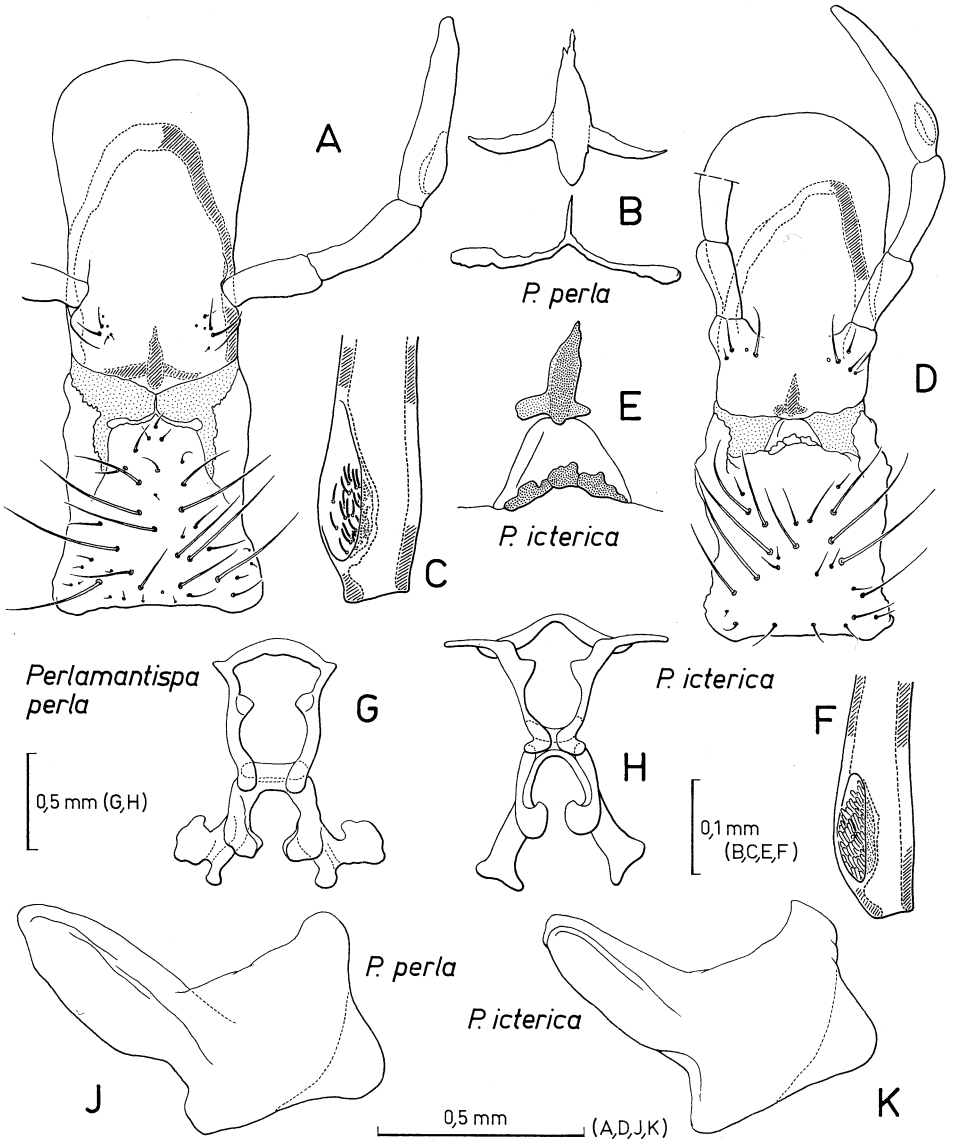 A
B
P. perla
C
D
E
P. icterica
Perlamantispa
perla
G
H
P. icterica
F
0,5 mm (G,H)
0,1 mm
(B,C,E,F)
J
P. perla
P. icterica
K
0,5 mm
(A,D,J,K)